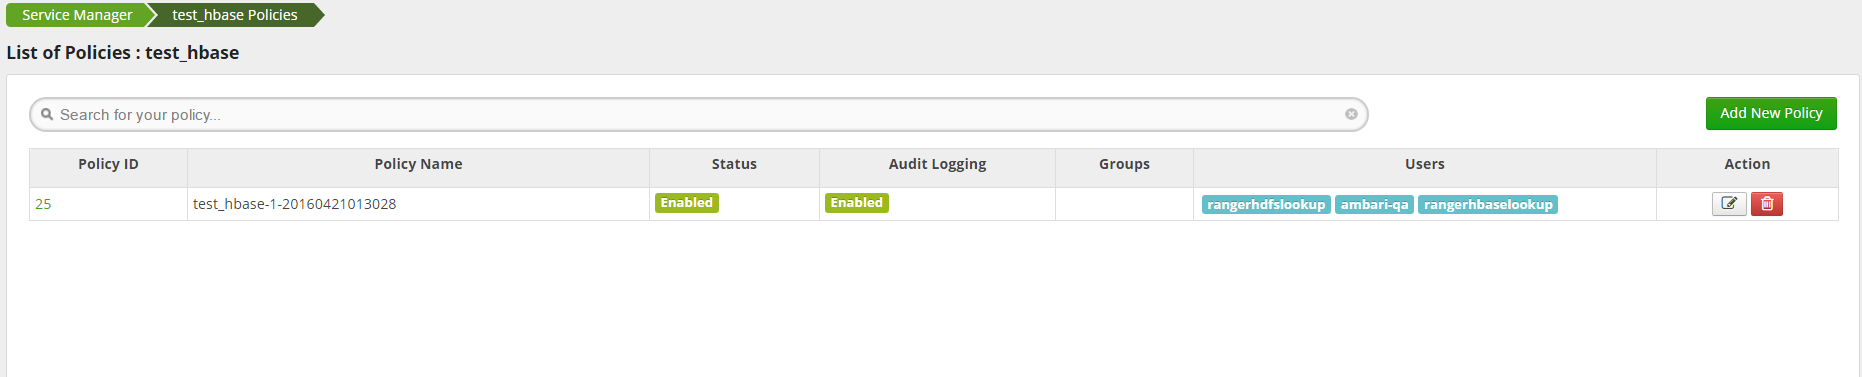 Service Manager test_hbase Policies
List of Policies : test_hbase
Search for your policy...
Add New Policy
Policy ID Policy Name Status Audit Logging Groups Users Action
25 test_hbase-1-20160421013028 Enabled Enabled rangerhdfslookup ambari-qa rangerhbaselookup